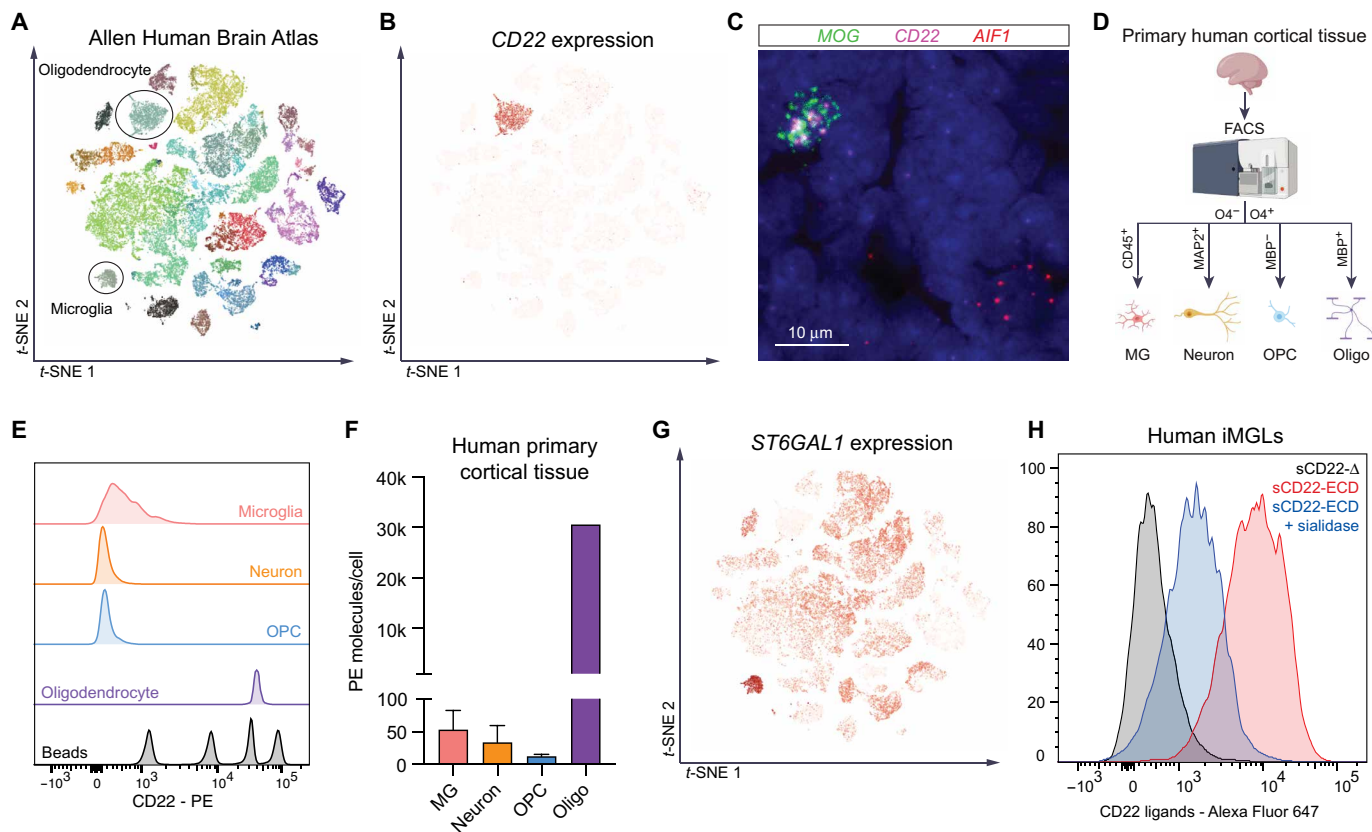 A
Allen Human Brain Atlas
Oligodendrocyte
Microglia
t-SNE 2
t-SNE 1
B
CD22 expression
t-SNE 2
t-SNE 1
C
MOG CD22 AIF1
10 μm
D
Primary human cortical tissue
FACS
O4⁻ O4⁺
CD45⁺
MAP2⁺
MBP⁻
MBP⁺
MG Neuron OPC Oligo
E
Microglia
Neuron
OPC
Oligodendrocyte
Beads
−10³ 0 10³ 10⁴ 10⁵
CD22 - PE
F
Human primary
cortical tissue
PE molecules/cell
40k
30k
20k
10k
100
50
0
MG Neuron OPC Oligo
G
ST6GAL1 expression
t-SNE 2
t-SNE 1
H
Human iMGLs
sCD22-Δ
sCD22-ECD
sCD22-ECD
+ sialidase
100
80
60
40
20
0
−10³ 0 10³ 10⁴ 10⁵
CD22 ligands - Alexa Fluor 647